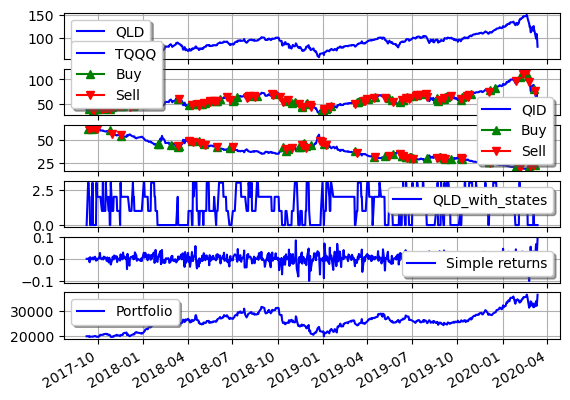 150
100
QLD
TQQQ
Buy
Sell
100
50
QID
Buy
Sell
50
25
2.5
0.0
QLD_with_states
0.1
0.0
−0.1
Simple returns
30000
20000
Portfolio
2017-10
2018-01
2018-04
2018-07
2018-10
2019-01
2019-04
2019-07
2019-10
2020-01
2020-04